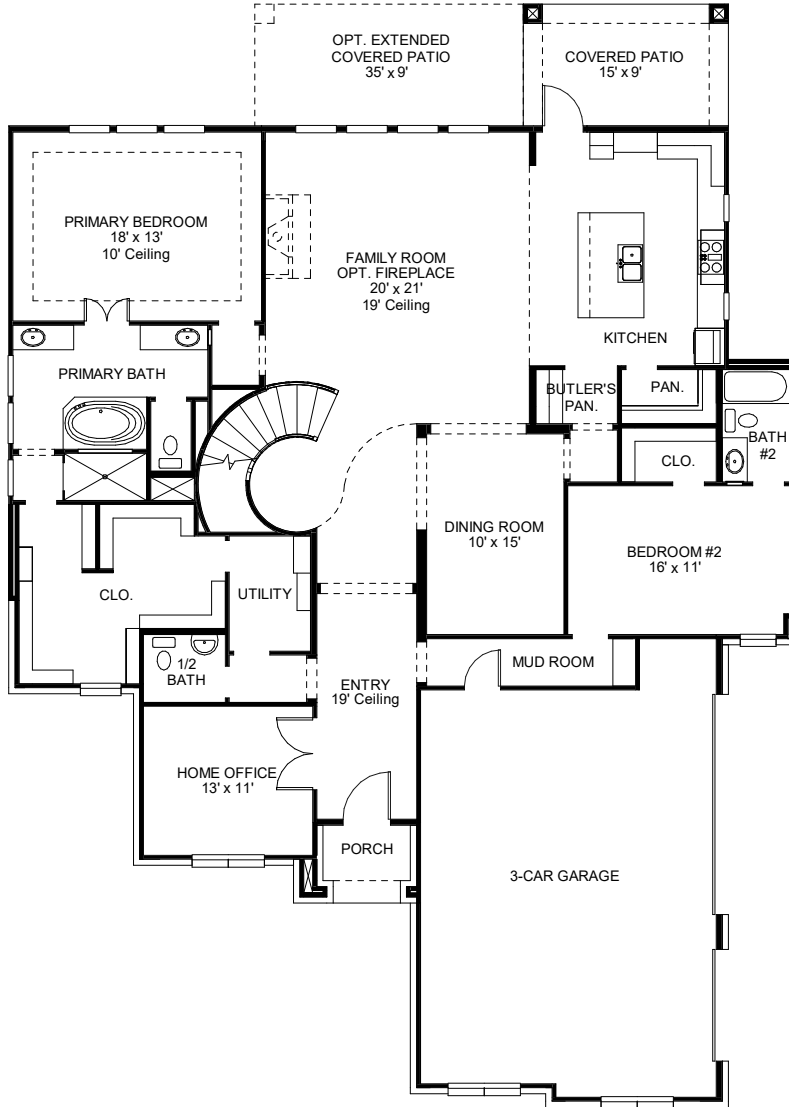 OPT. EXTENDED
COVERED PATIO
35' x 9'
COVERED PATIO
15' x 9'
PRIMARY BEDROOM
18' x 13'
10' Ceiling
FAMILY ROOM
OPT. FIREPLACE
20' x 21'
19' Ceiling
KITCHEN
PRIMARY BATH
BUTLER'S
PAN.
PAN.
BATH
#2
CLO.
DINING ROOM
10' x 15'
BEDROOM #2
16' x 11'
CLO.
UTILITY
1/2
BATH
MUD ROOM
ENTRY
19' Ceiling
HOME OFFICE
13' x 11'
PORCH
3-CAR GARAGE